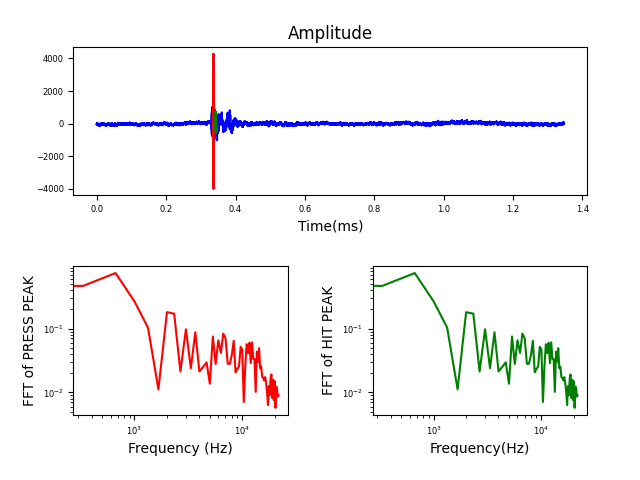 Amplitude
4000
2000
0
−2000
−4000
0.0 0.2 0.4 0.6 0.8 1.0 1.2 1.4
Time(ms)
FFT of PRESS PEAK
10⁻¹
10⁻²
10³ 10⁴
Frequency (Hz)
FFT of HIT PEAK
10⁻¹
10⁻²
10³ 10⁴
Frequency(Hz)